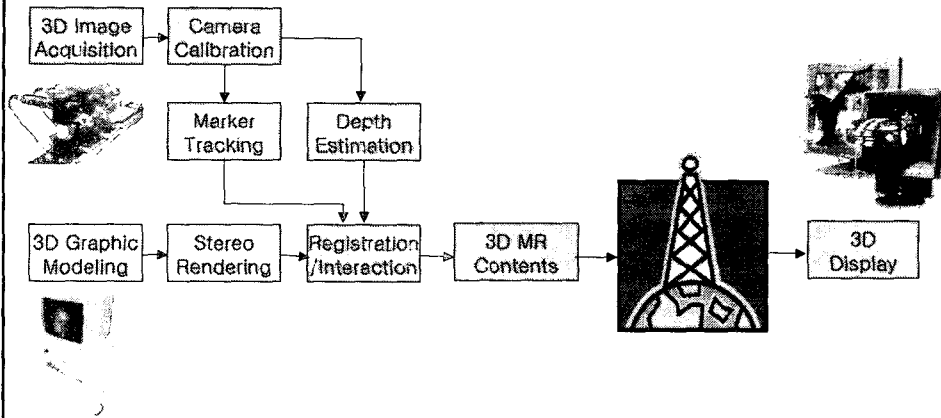 3D Image
Acquisition
Camera
Calibration
Marker
Tracking
Depth
Estimation
3D Graphic
Modeling
Stereo
Rendering
Registration
/Interaction
3D MR
Contents
3D
Display